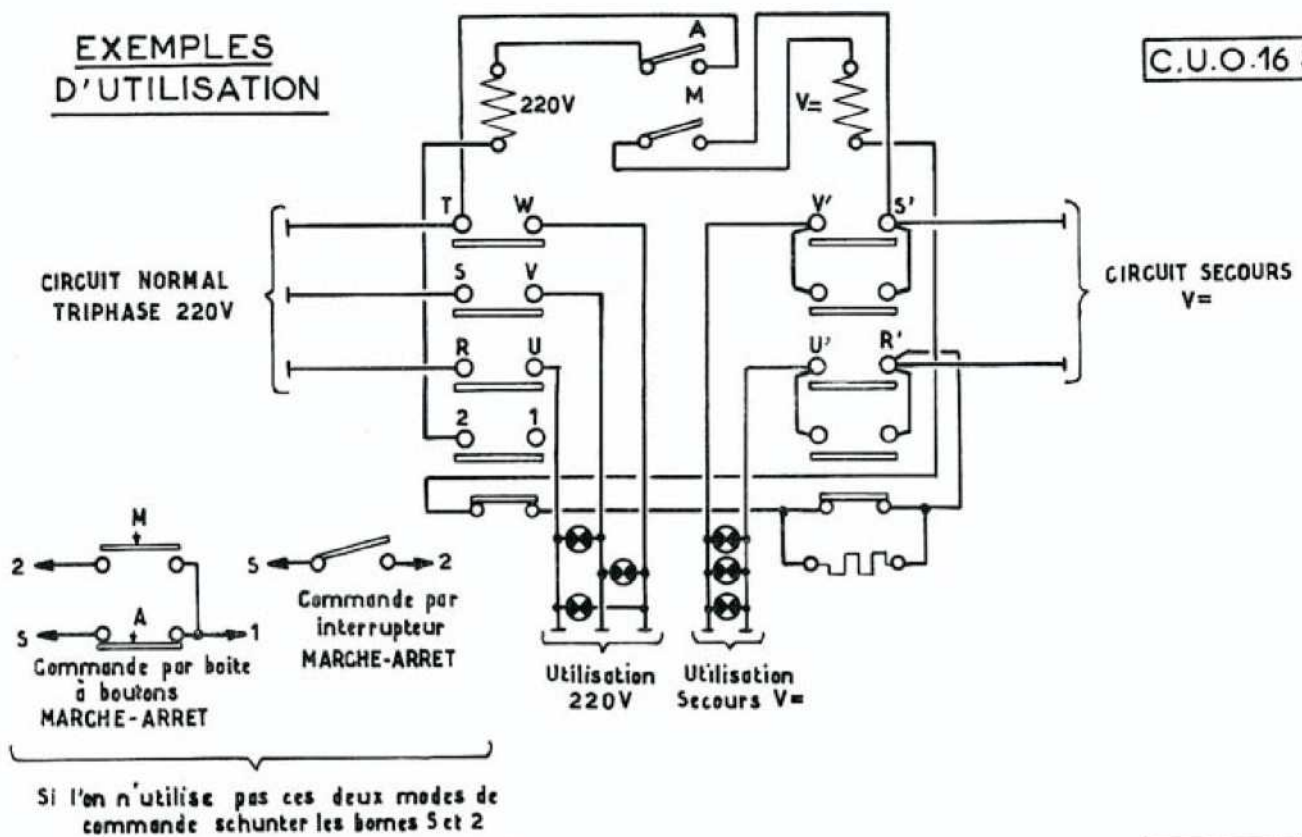 EXEMPLES
D'UTILISATION
C.U.O.16
A
220V
M
V=
T
W
V'
S'
CIRCUIT NORMAL
TRIPHASE 220V
S
V
CIRCUIT SECOURS
V=
R
U
U'
R'
2
1
M
2
S
2
A
S
1
Commande par boite
à boutons
MARCHE-ARRET
Commande par
interrupteur
MARCHE-ARRET
Utilisation
220V
Utilisation
Secours V=
Si l'on n'utilise pas ces deux modes de
commande schunter les bornes S et 2